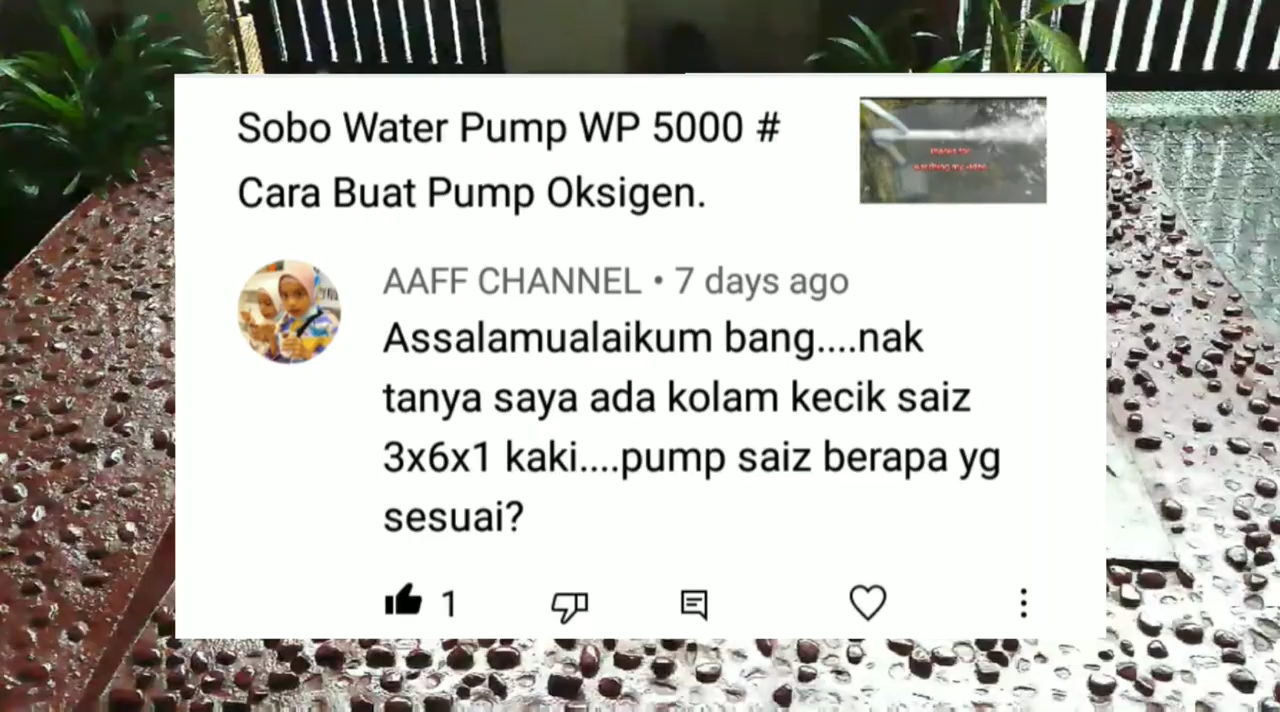 Sobo Water Pump WP 5000 #
Cara Buat Pump Oksigen.
AAFF CHANNEL • 7 days ago
Assalamualaikum bang....nak
tanya saya ada kolam kecik saiz
3x6x1 kaki....pump saiz berapa yg
sesuai?
1